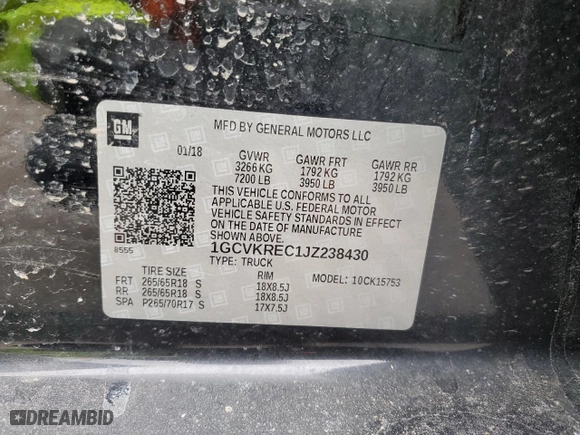 GM
MFD BY GENERAL MOTORS LLC
01/18
GVWR GAWR FRT GAWR RR
3266 KG 1792 KG 1792 KG
7200 LB 3950 LB 3950 LB
THIS VEHICLE CONFORMS TO ALL
APPLICABLE U.S. FEDERAL MOTOR
VEHICLE SAFETY STANDARDS IN EFFECT
ON THE DATE OF MANUFACTURE
SHOWN ABOVE.
8555
1GCVKREC1JZ238430
TYPE: TRUCK MODEL: 10CK15753
TIRE SIZE RIM
FRT 265/65R18 S 18X8.5J
RR 265/65R18 S 18X8.5J
SPA P265/70R17 S 17X7.5J
DREAMBID